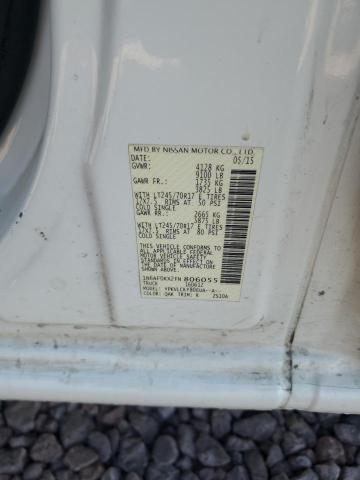 MFD BY NISSAN MOTOR CO., LTD.
DATE: 05/15
GVWR: 4128 KG
9100 LB
GAWR FR.: 1735 KG
3825 LB
WITH LT245/70R17 E TIRES
17X7.5 RIMS AT 50 PSI
COLD SINGLE
GAWR RR: 2665 KG
5875 LB
WITH LT245/70R17 E TIRES
17X7.5 RIMS AT 80 PSI
COLD SINGLE
THIS VEHICLE CONFORMS TO ALL
APPLICABLE U.S. FEDERAL
MOTOR VEHICLE SAFETY STANDARDS
IN EFFECT ON THE DATE OF
MANUFACTURE SHOWN ABOVE.
806055
TRUCK
MODEL:
COLOR: QAK TRIM: K